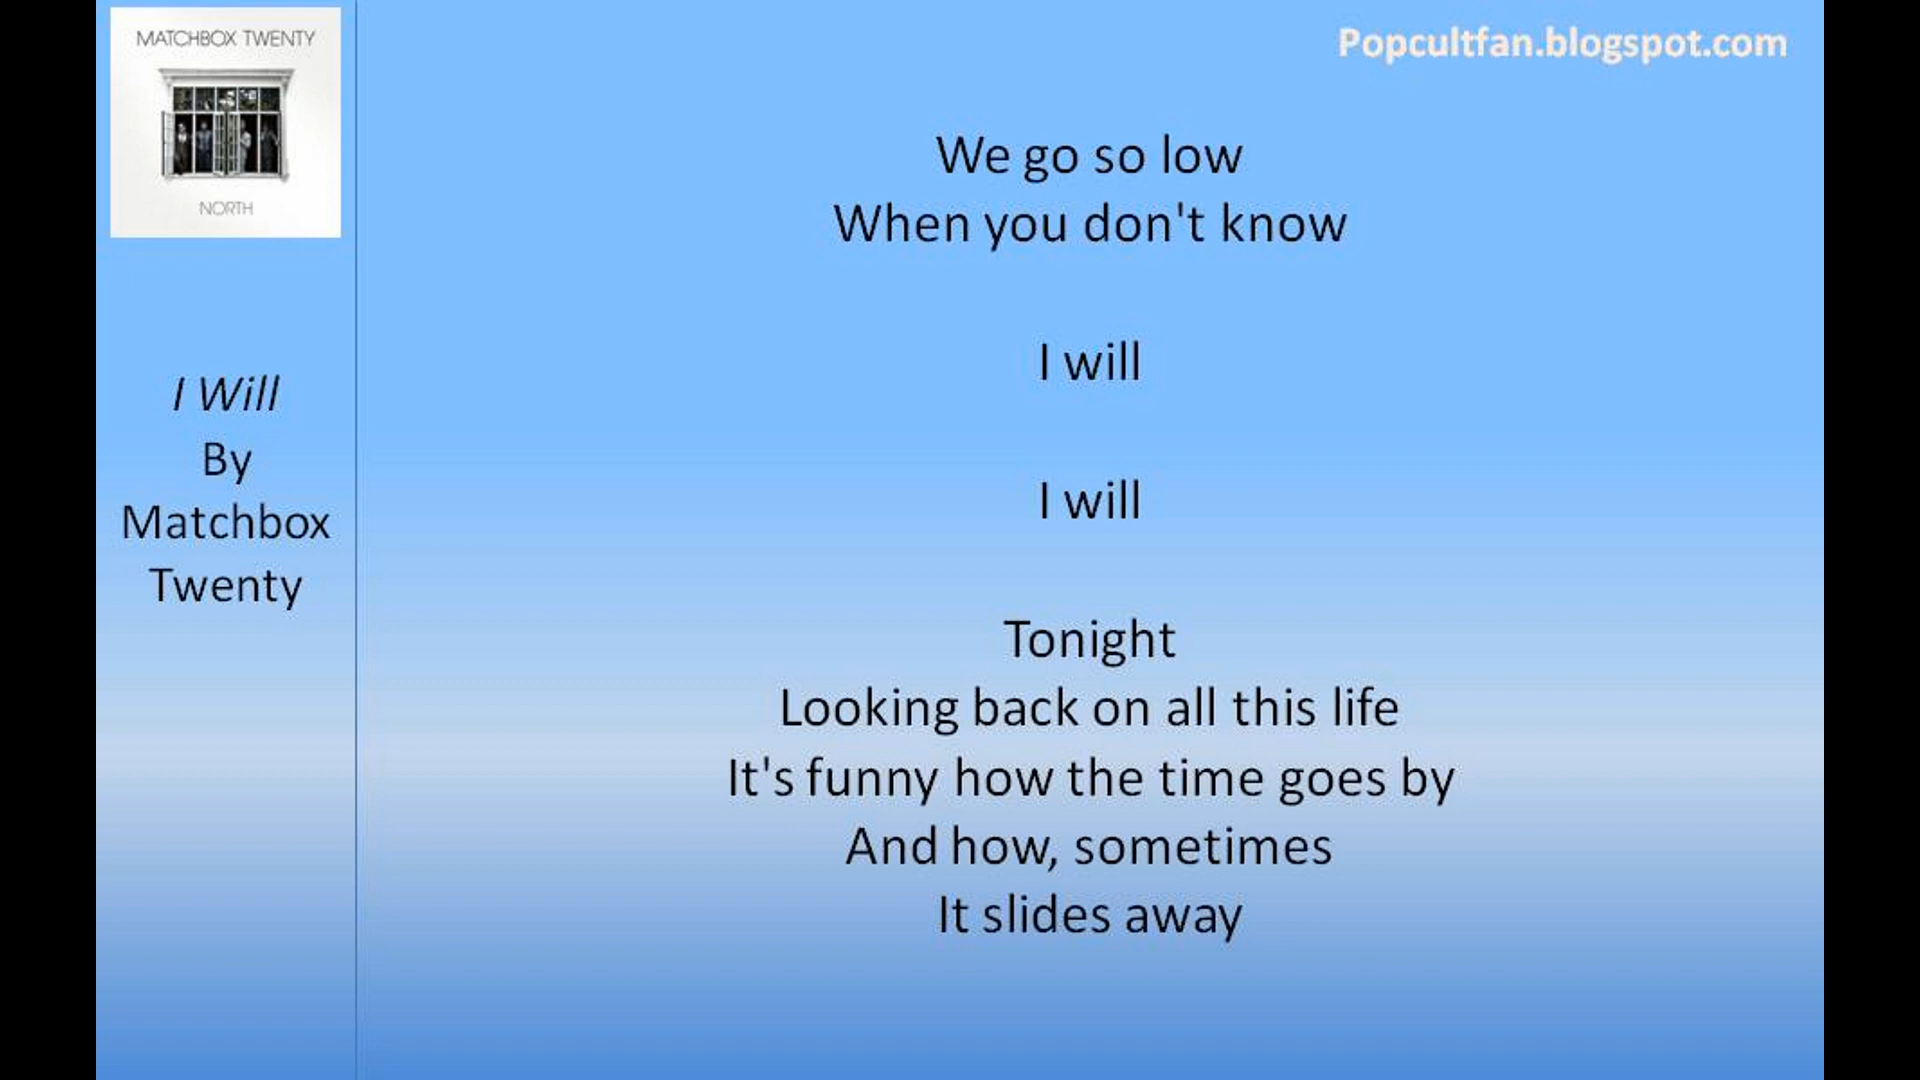 MATCHBOX TWENTY
NORTH
I Will
By
Matchbox
Twenty
Popcultfan.blogspot.com
We go so low
When you don't know
I will
I will
Tonight
Looking back on all this life
It's funny how the time goes by
And how, sometimes
It slides away